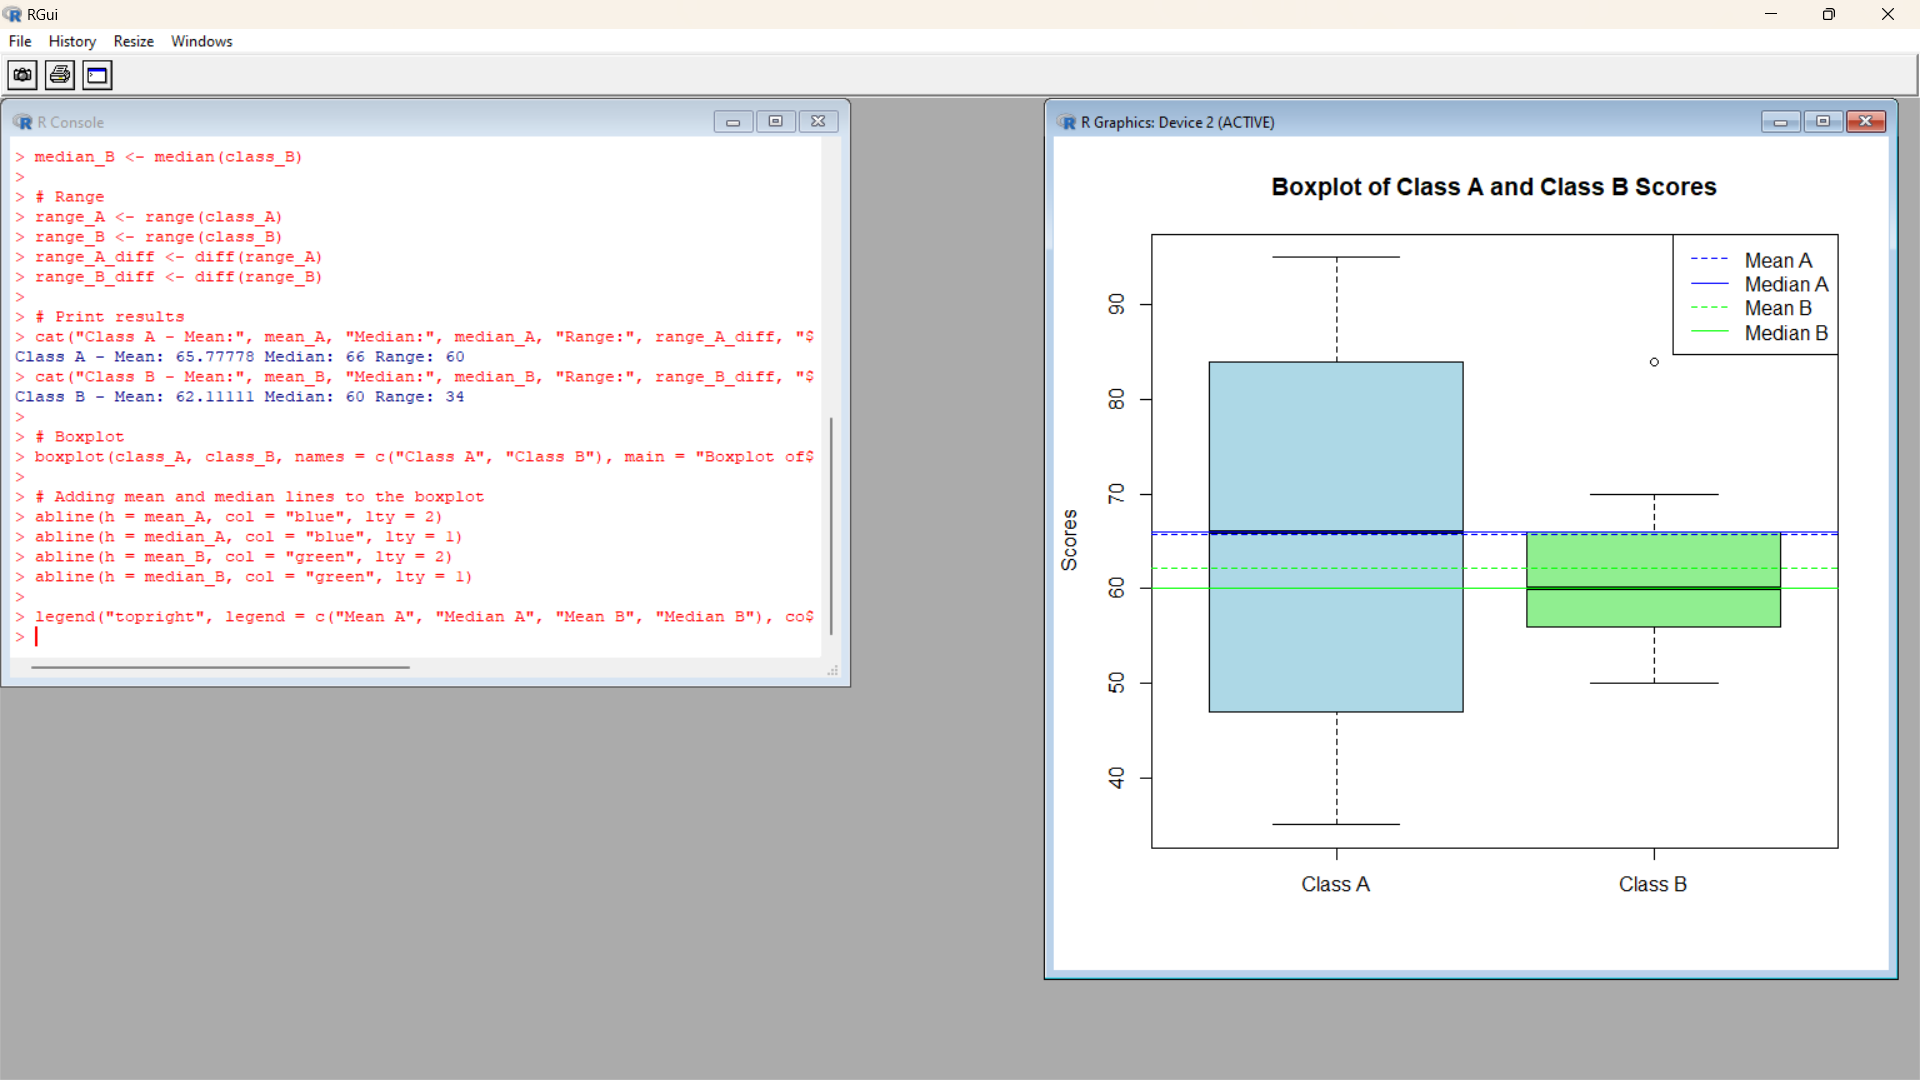 RGui
File History Resize Windows
R Console
> median_B <- median(class_B)
>
> # Range
> range_A <- range(class_A)
> range_B <- range(class_B)
> range_A_diff <- diff(range_A)
> range_B_diff <- diff(range_B)
>
> # Print results
> cat("Class A - Mean:", mean_A, "Median:", median_A, "Range:", range_A_diff, "$
Class A - Mean: 65.77778 Median: 66 Range: 60
> cat("Class B - Mean:", mean_B, "Median:", median_B, "Range:", range_B_diff, "$
Class B - Mean: 62.11111 Median: 60 Range: 34
>
> # Boxplot
> boxplot(class_A, class_B, names = c("Class A", "Class B"), main = "Boxplot of$
>
> # Adding mean and median lines to the boxplot
> abline(h = mean_A, col = "blue", lty = 2)
> abline(h = median_A, col = "blue", lty = 1)
> abline(h = mean_B, col = "green", lty = 2)
> abline(h = median_B, col = "green", lty = 1)
>
> legend("topright", legend = c("Mean A", "Median A", "Mean B", "Median B"), co$
>
R Graphics: Device 2 (ACTIVE)
Boxplot of Class A and Class B Scores
Mean A
Median A
Mean B
Median B
Scores
90
80
70
60
50
40
Class A
Class B